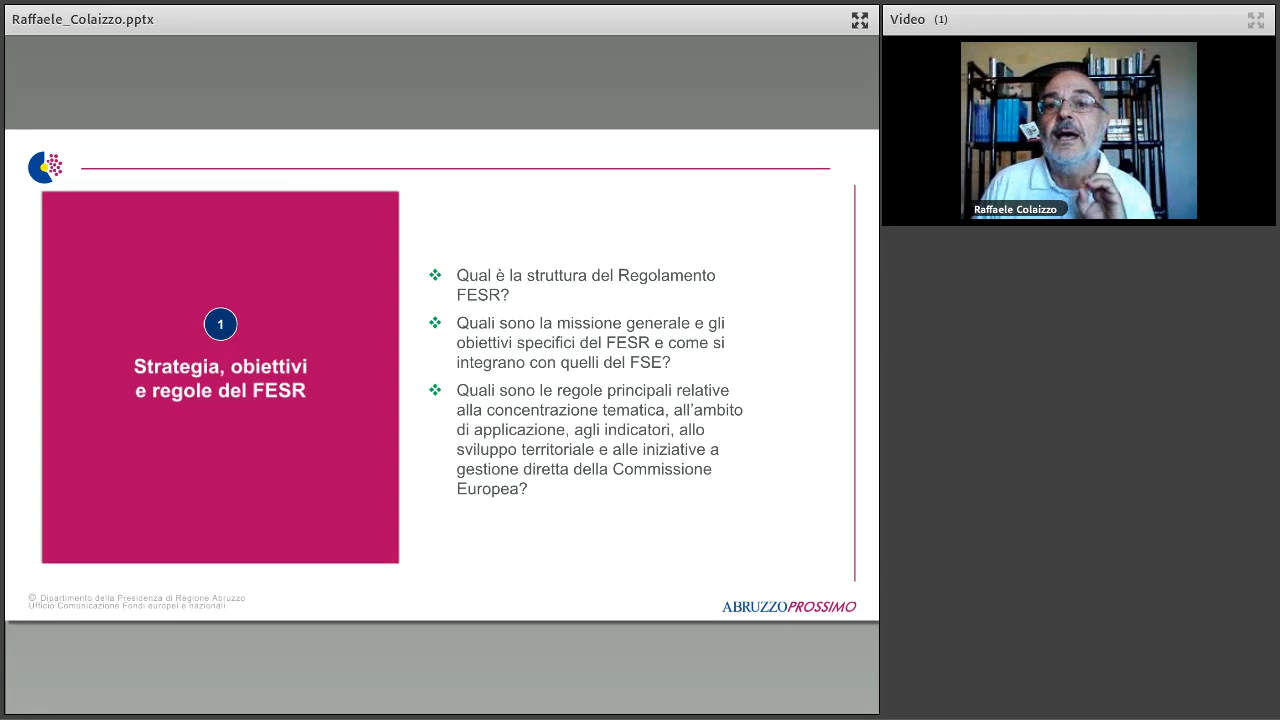 Raffaele_Colaizzo.pptx
Video (1)
Raffaele Colaizzo
1
Strategia, obiettivi
e regole del FESR
Qual è la struttura del Regolamento
FESR?
Quali sono la missione generale e gli
obiettivi specifici del FESR e come si
integrano con quelli del FSE?
Quali sono le regole principali relative
alla concentrazione tematica, all’ambito
di applicazione, agli indicatori, allo
sviluppo territoriale e alle iniziative a
gestione diretta della Commissione
Europea?
© Dipartimento della Presidenza di Regione Abruzzo
Ufficio Comunicazione Fondi europei e nazionali
ABRUZZOPROSSIMO